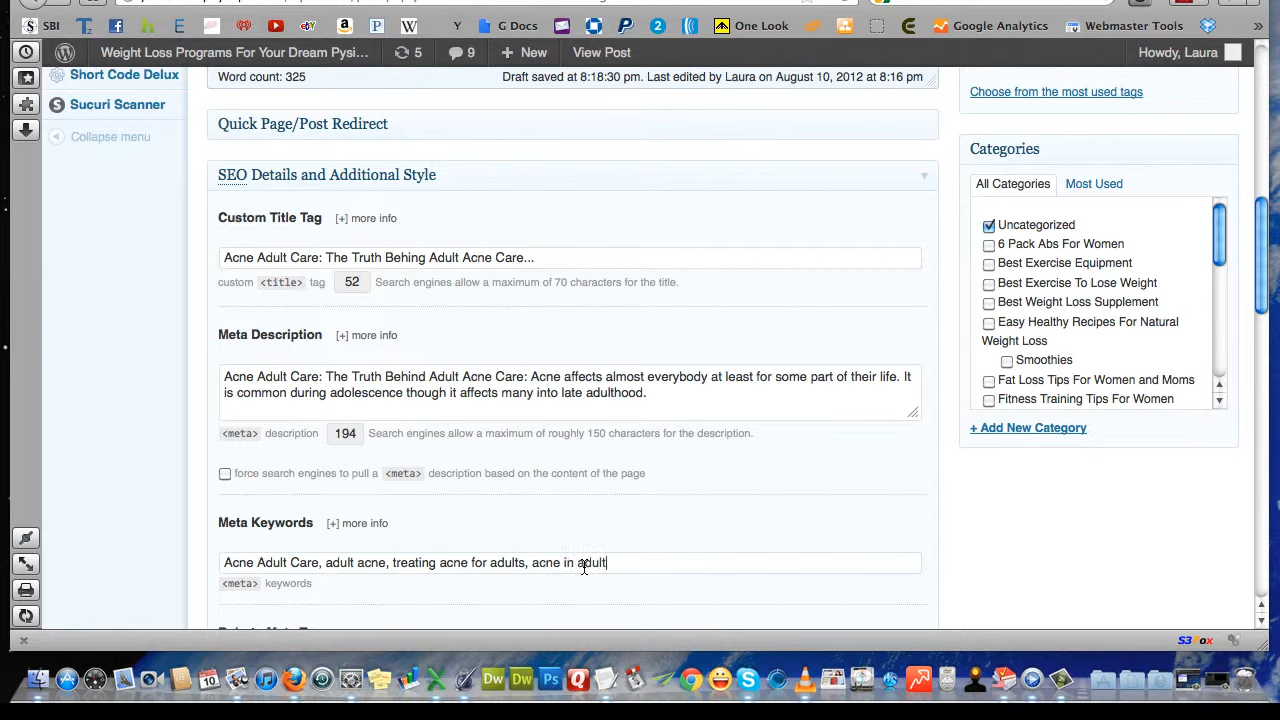 SBI
G Docs
Y
2
One Look
Google Analytics
Webmaster Tools
Weight Loss Programs For Your Dream Pysi...
5
9
+ New
View Post
Howdy, Laura
Short Code Delux
Sucuri Scanner
Collapse menu
Word count: 325
Draft saved at 8:18:30 pm. Last edited by Laura on August 10, 2012 at 8:16 pm
Quick Page/Post Redirect
SEO Details and Additional Style
Custom Title Tag [+] more info
Acne Adult Care: The Truth Behing Adult Acne Care...
custom <title> tag 52 Search engines allow a maximum of 70 characters for the title.
Meta Description [+] more info
Acne Adult Care: The Truth Behind Adult Acne Care: Acne affects almost everybody at least for some part of their life. It
is common during adolescence though it affects many into late adulthood.
<meta> description 194 Search engines allow a maximum of roughly 150 characters for the description.
force search engines to pull a <meta> description based on the content of the page
Meta Keywords [+] more info
Acne Adult Care, adult acne, treating acne for adults, acne in adult
<meta> keywords
Choose from the most used tags
Categories
All Categories
Most Used
Uncategorized
6 Pack Abs For Women
Best Exercise Equipment
Best Exercise To Lose Weight
Best Weight Loss Supplement
Easy Healthy Recipes For Natural
Weight Loss
Smoothies
Fat Loss Tips For Women and Moms
Fitness Training Tips For Women
+ Add New Category
S3Fox
10
Dw
Dw
Ps
Q